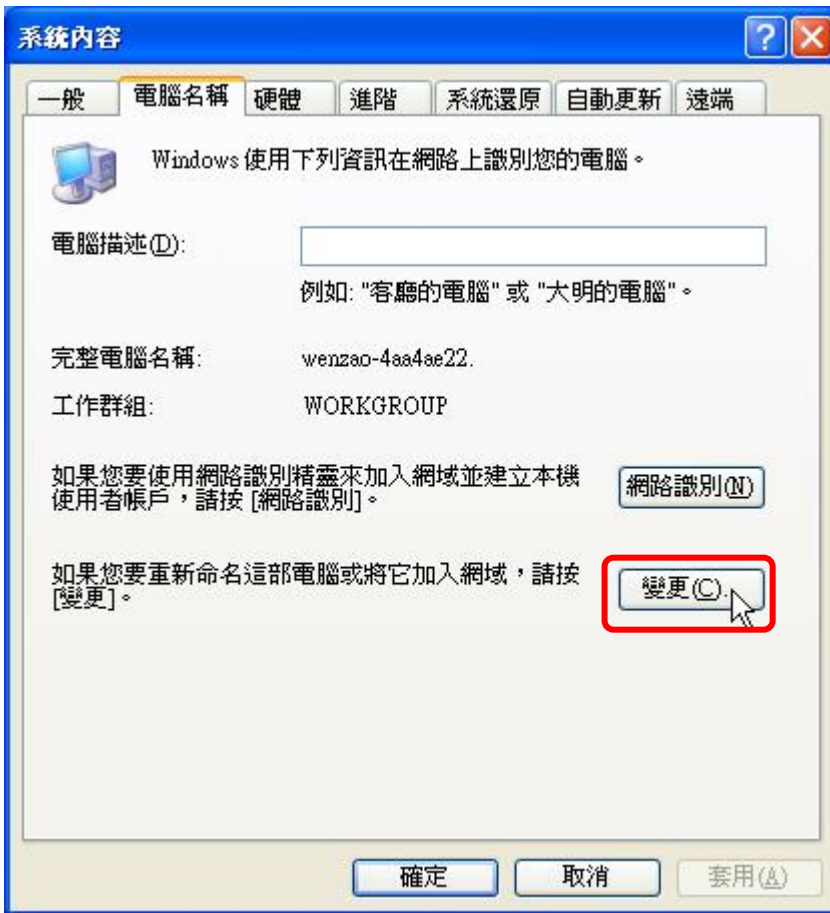 系統內容
一般 電腦名稱 硬體 進階 系統還原 自動更新 遠端
Windows 使用下列資訊在網路上識別您的電腦。
電腦描述(D):
例如: "客廳的電腦" 或 "大明的電腦"。
完整電腦名稱: wenzao-4aa4ae22.
工作群組: WORKGROUP
如果您要使用網路識別精靈來加入網域並建立本機
使用者帳戶，請按 [網路識別]。
網路識別(N)
如果您要重新命名這部電腦或將它加入網域，請按
[變更]。
變更(C).
確定 取消 套用(A)